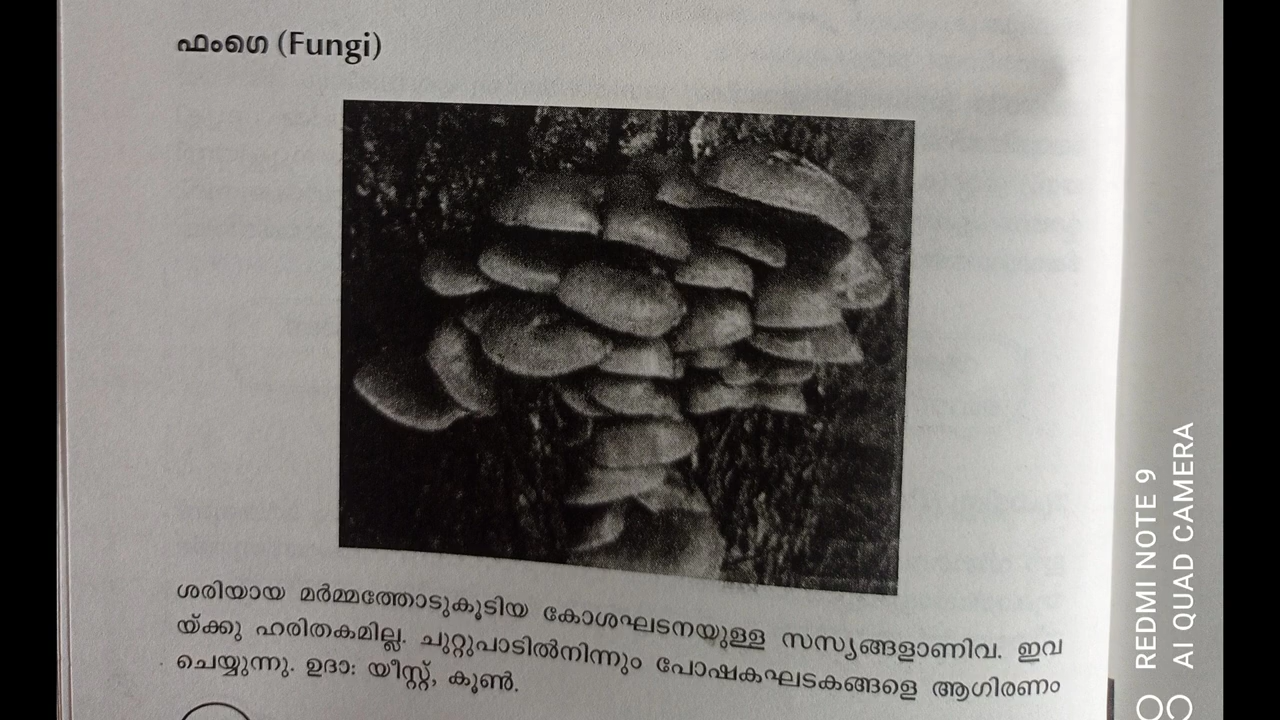 ഫംഗെ (Fungi)
ശരിയായ മർമ്മത്തോടുകൂടിയ കോശഘടനയുള്ള സസ്യങ്ങളാണിവ. ഇവ
യ്ക്കു ഹരിതകമില്ല. ചുറ്റുപാടിൽനിന്നും പോഷകഘടകങ്ങളെ ആഗിരണം
ചെയ്യുന്നു. ഉദാ: യീസ്റ്റ്, കൂൺ.
REDMI NOTE 9
AI QUAD CAMERA